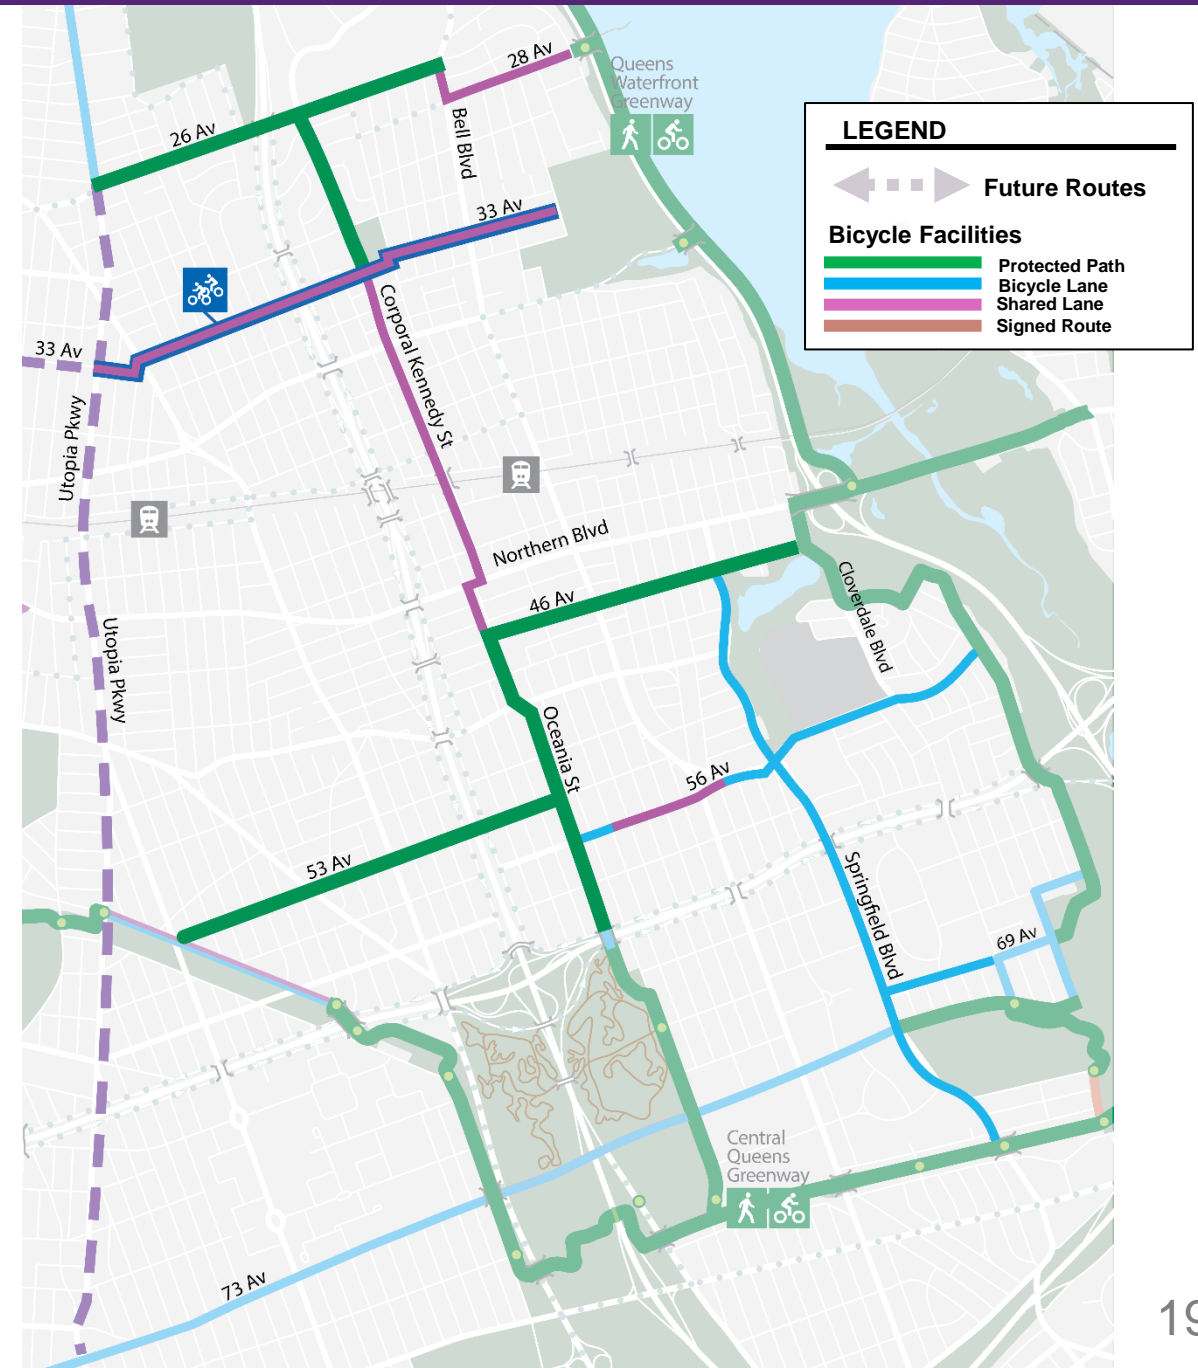 28 Av
Queens
Waterfront
Greenway
26 Av
Bell Blvd
LEGEND
Future Routes
Bicycle Facilities
Protected Path
Bicycle Lane
Shared Lane
Signed Route
33 Av
33 Av
Corporal Kennedy St
Utopia Pkwy
Northern Blvd
46 Av
Cloverdale Blvd
Utopia Pkwy
Oceania St
56 Av
53 Av
Springfield Blvd
69 Av
Central
Queens
Greenway
73 Av
19